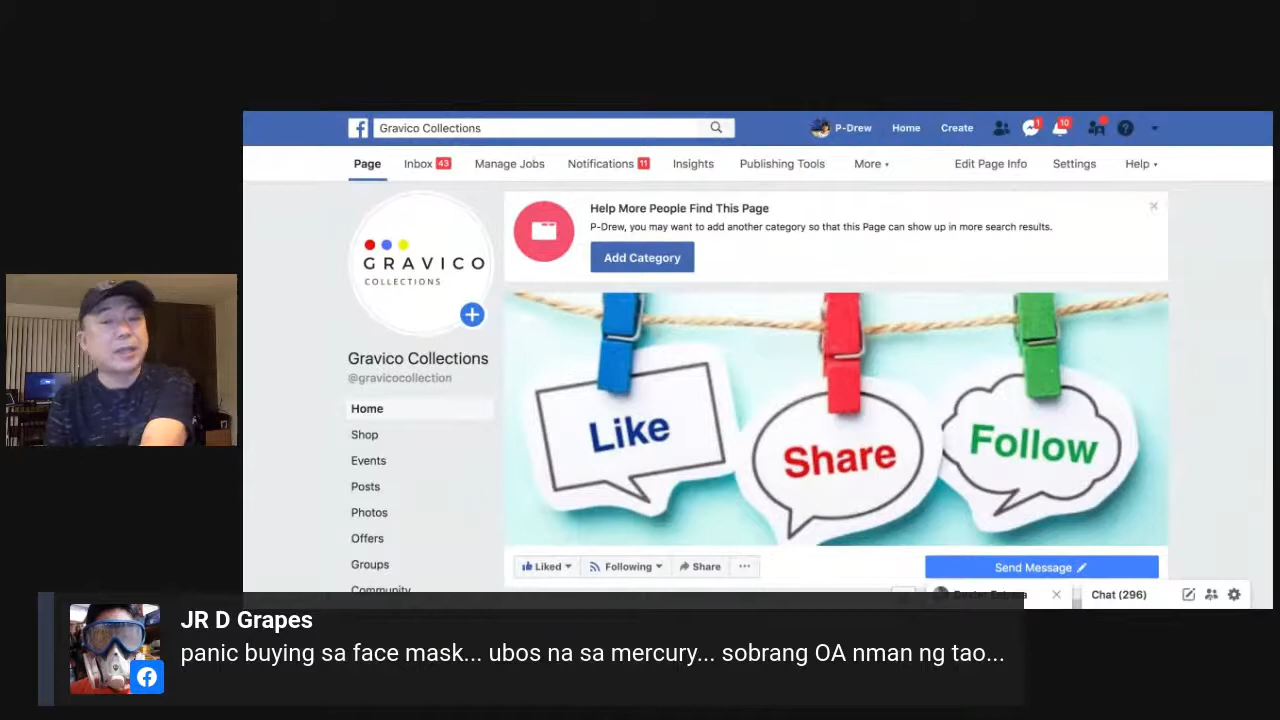 Gravico Collections
P-Drew
Home
Create
1
10
Page
Inbox 43
Manage Jobs
Notifications 11
Insights
Publishing Tools
More
Edit Page Info
Settings
Help
Help More People Find This Page
P-Drew, you may want to add another category so that this Page can show up in more search results.
Add Category
GRAVICO
COLLECTIONS
Gravico Collections
@gravicocollection
Home
Shop
Events
Posts
Photos
Offers
Groups
Community
Like
Share
Follow
Liked
Following
Share
Send Message
Chat (296)
JR D Grapes
panic buying sa face mask... ubos na sa mercury... sobrang OA nman ng tao...